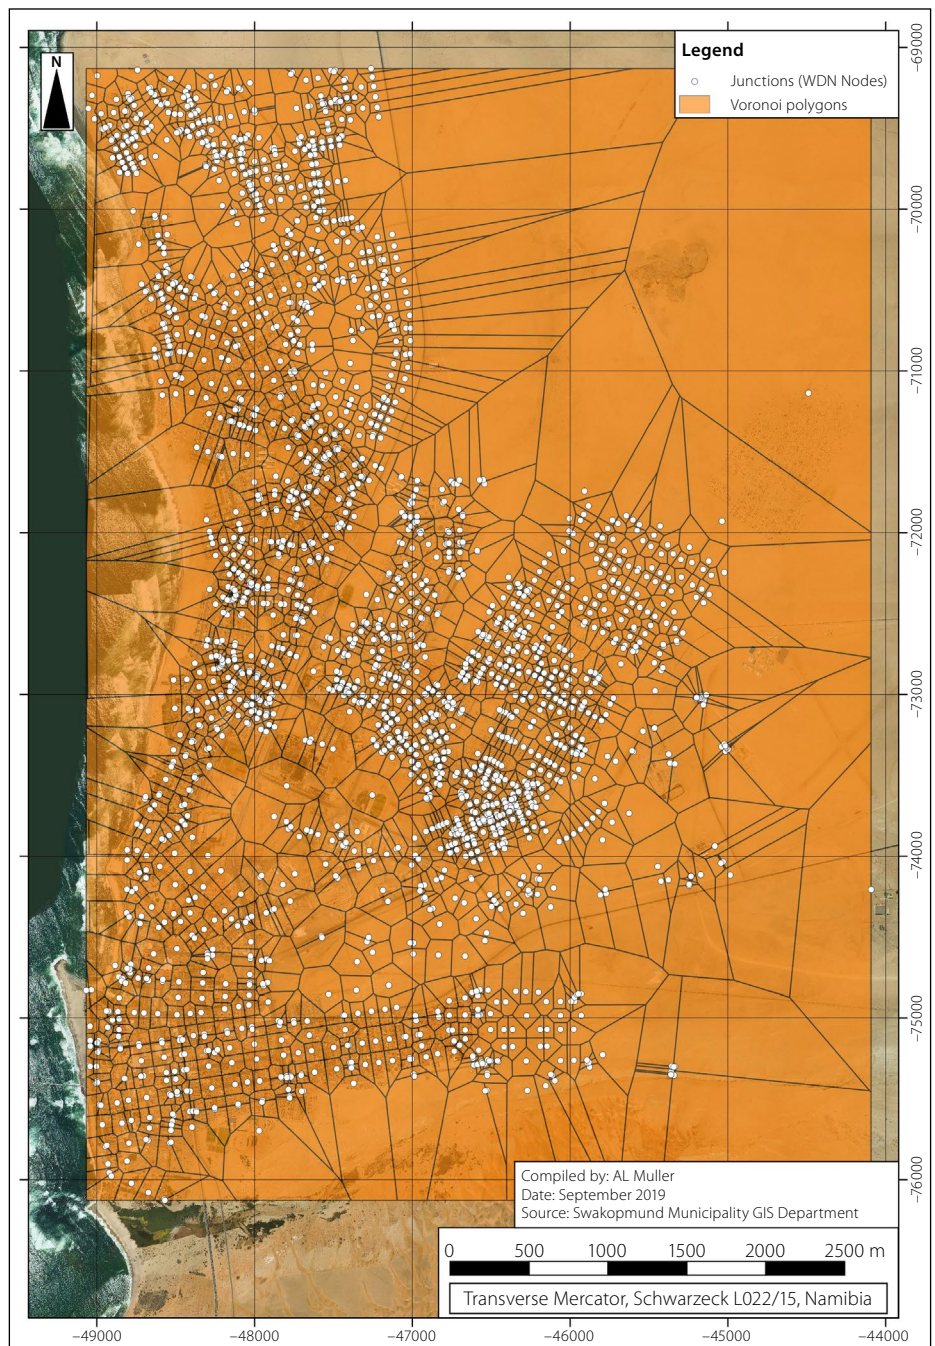 N
Legend
Junctions (WDN Nodes)
Voronoi polygons
−69000
−70000
−71000
−72000
−73000
−74000
−75000
−76000
Compiled by: AL Muller
Date: September 2019
Source: Swakopmund Municipality GIS Department
0 500 1000 1500 2000 2500 m
Transverse Mercator, Schwarzeck L022/15, Namibia
−49000 −48000 −47000 −46000 −45000 −44000